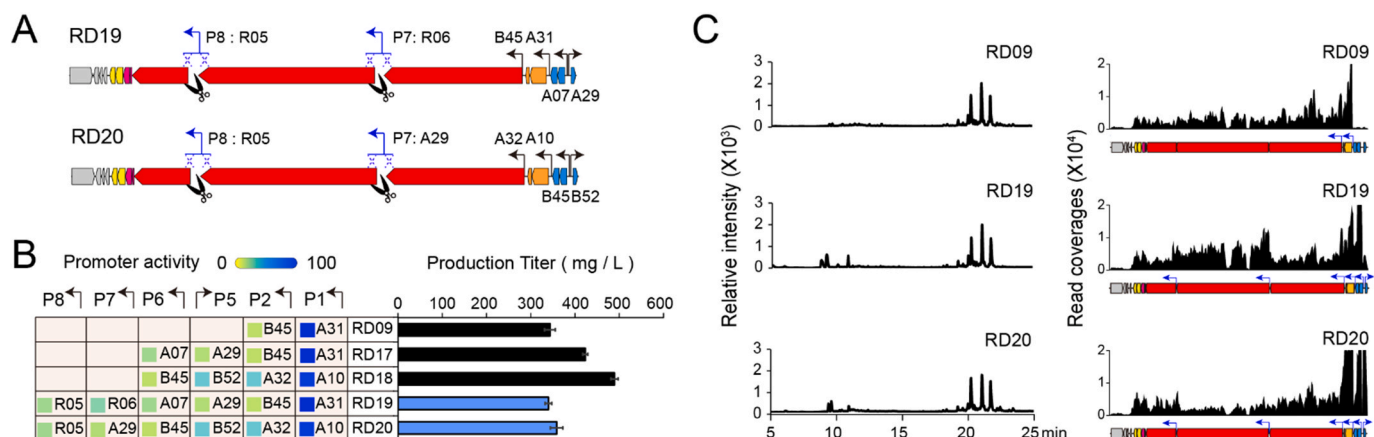 A
RD19
P8 : R05
P7: R06
B45 A31
A07 A29
RD20
P8 : R05
P7: A29
A32 A10
B45 B52
B
Promoter activity 0 100
Production Titer ( mg / L )
P8 P7 P6 P5 P2 P1
0 100 200 300 400 500 600
B45 A31 RD09
A07 A29 B45 A31 RD17
B45 B52 A32 A10 RD18
R05 R06 A07 A29 B45 A31 RD19
R05 A29 B45 B52 A32 A10 RD20
C
Relative intensity (X10³)
RD09
3
2
1
0
RD19
3
2
1
0
RD20
3
2
1
0
5 10 15 20 25 min
Read coverages (X10⁴)
RD09
2
1
0
RD19
2
1
0
RD20
2
1
0